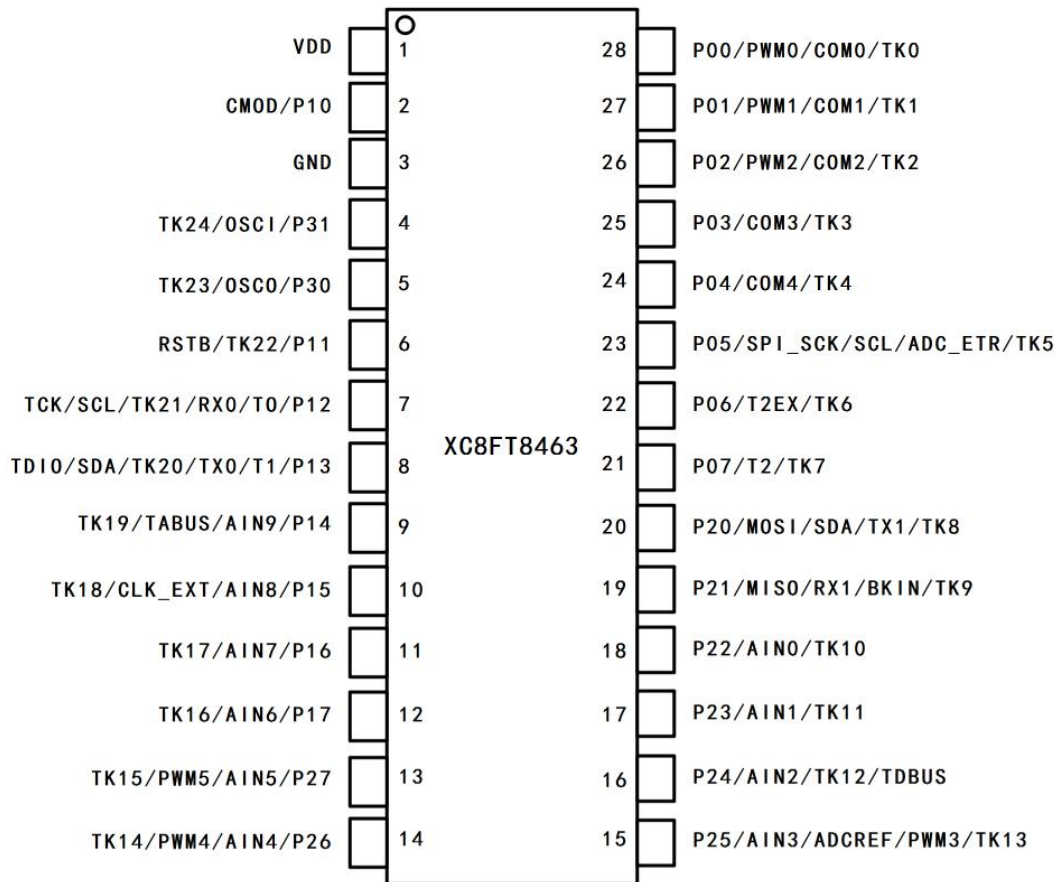 VDD 1 28 P00/PWM0/COM0/TK0
CMOD/P10 2 27 P01/PWM1/COM1/TK1
GND 3 26 P02/PWM2/COM2/TK2
TK24/OSCI/P31 4 25 P03/COM3/TK3
TK23/OSCO/P30 5 24 P04/COM4/TK4
RSTB/TK22/P11 6 23 P05/SPI_SCK/SCL/ADC_ETR/TK5
TCK/SCL/TK21/RX0/T0/P12 7 22 P06/T2EX/TK6
XC8FT8463
TDIO/SDA/TK20/TX0/T1/P13 8 21 P07/T2/TK7
TK19/TABUS/AIN9/P14 9 20 P20/MOSI/SDA/TX1/TK8
TK18/CLK_EXT/AIN8/P15 10 19 P21/MISO/RX1/BKIN/TK9
TK17/AIN7/P16 11 18 P22/AIN0/TK10
TK16/AIN6/P17 12 17 P23/AIN1/TK11
TK15/PWM5/AIN5/P27 13 16 P24/AIN2/TK12/TDBUS
TK14/PWM4/AIN4/P26 14 15 P25/AIN3/ADCREF/PWM3/TK13